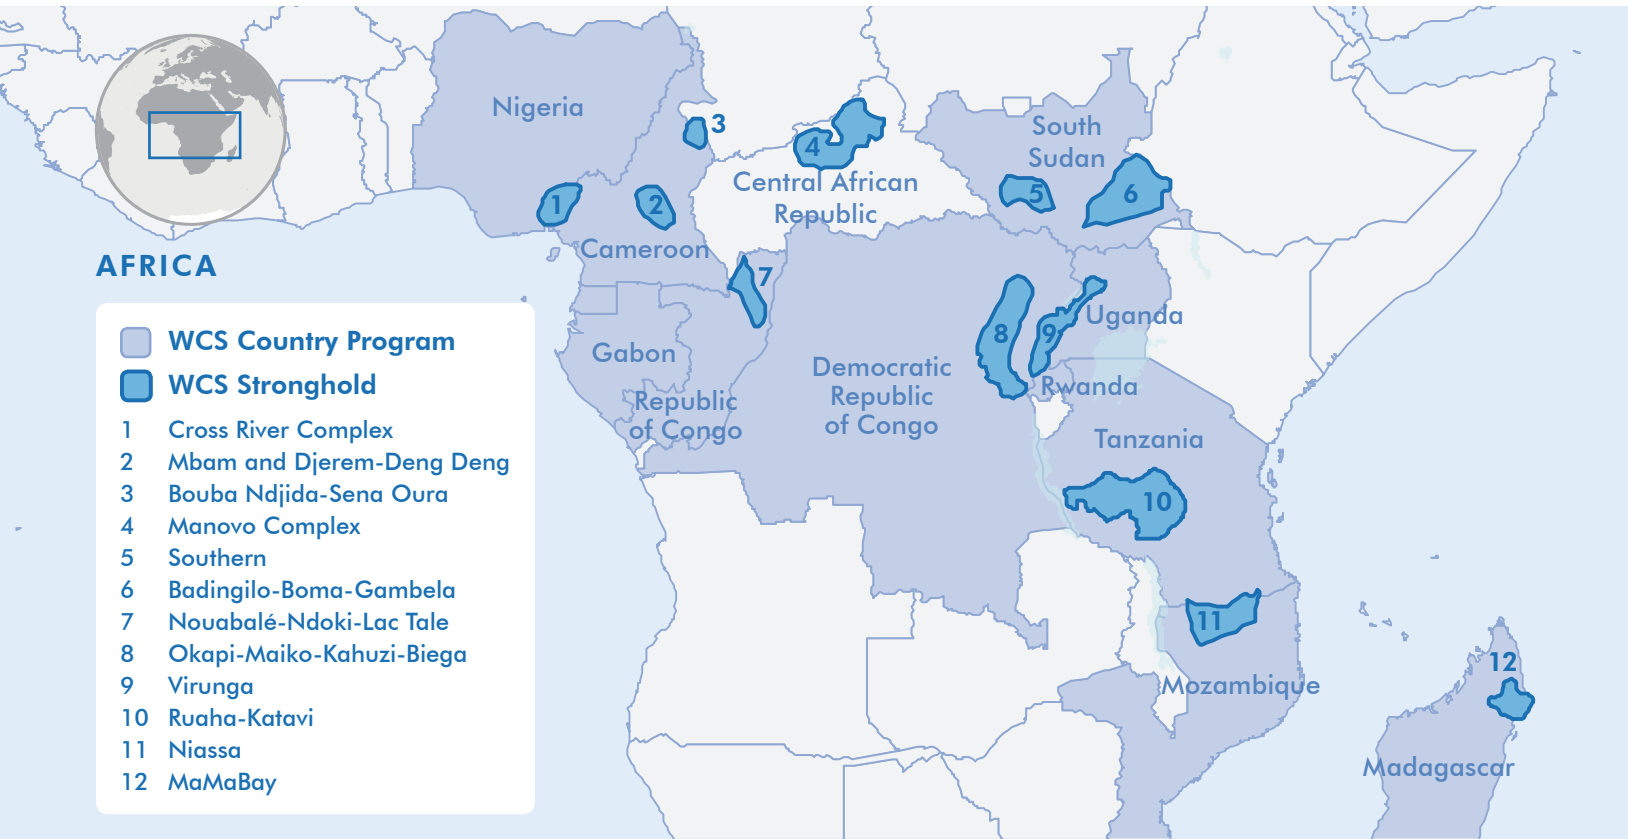 Nigeria
3
4
South
Sudan
Central African
Republic
1
2
5
6
Cameroon
7
AFRICA
8
9
Uganda
Gabon
Democratic
Republic
of Congo
Rwanda
Republic
of Congo
Tanzania
10
11
12
Mozambique
Madagascar
WCS Country Program
WCS Stronghold
1 Cross River Complex
2 Mbam and Djerem-Deng Deng
3 Bouba Ndjida-Sena Oura
4 Manovo Complex
5 Southern
6 Badingilo-Boma-Gambela
7 Nouabalé-Ndoki-Lac Tale
8 Okapi-Maiko-Kahuzi-Biega
9 Virunga
10 Ruaha-Katavi
11 Niassa
12 MaMaBay